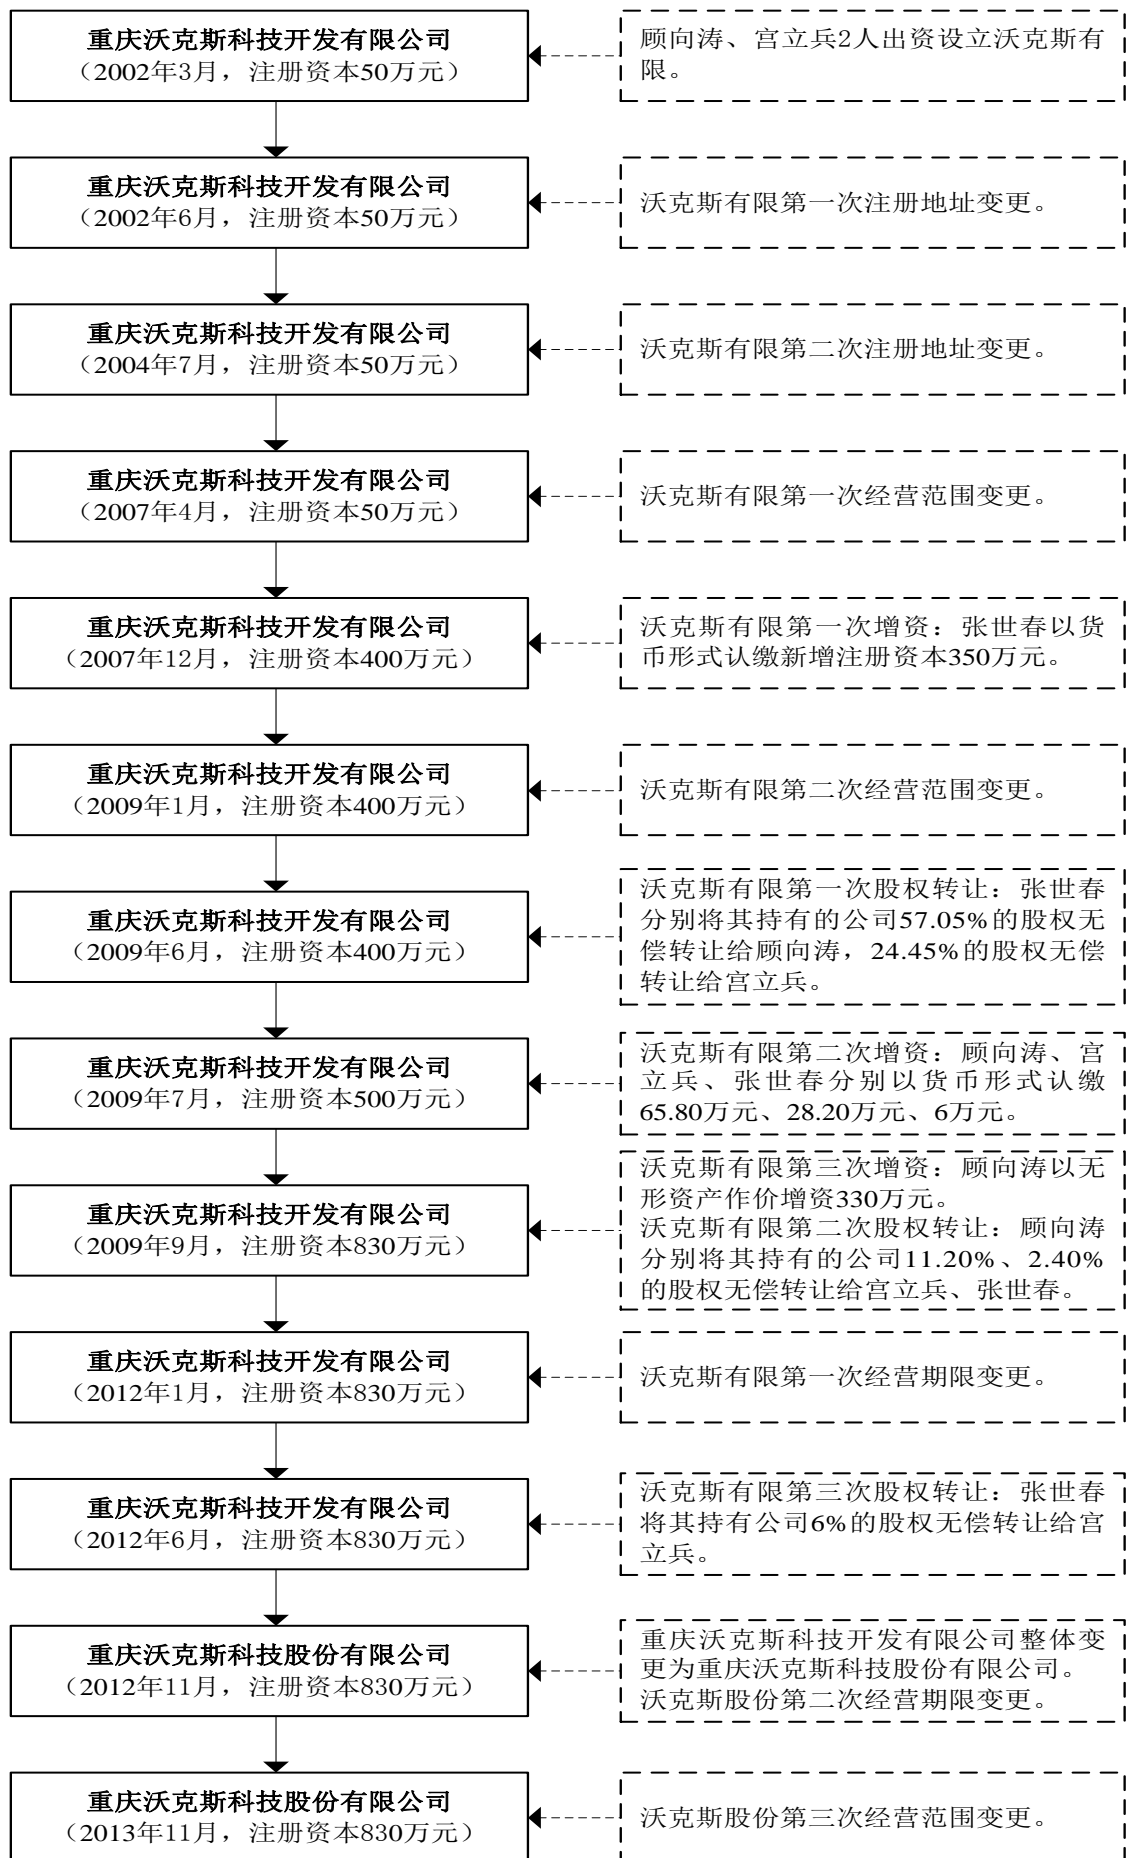 重庆沃克斯科技开发有限公司
（2002年3月，注册资本50万元）
顾向涛、宫立兵2人出资设立沃克斯有
限。
重庆沃克斯科技开发有限公司
（2002年6月，注册资本50万元）
沃克斯有限第一次注册地址变更。
重庆沃克斯科技开发有限公司
（2004年7月，注册资本50万元）
沃克斯有限第二次注册地址变更。
重庆沃克斯科技开发有限公司
（2007年4月，注册资本50万元）
沃克斯有限第一次经营范围变更。
重庆沃克斯科技开发有限公司
（2007年12月，注册资本400万元）
沃克斯有限第一次增资：张世春以货
币形式认缴新增注册资本350万元。
重庆沃克斯科技开发有限公司
（2009年1月，注册资本400万元）
沃克斯有限第二次经营范围变更。
重庆沃克斯科技开发有限公司
（2009年6月，注册资本400万元）
沃克斯有限第一次股权转让：张世春
分别将其持有的公司57.05%的股权无
偿转让给顾向涛，24.45%的股权无偿
转让给宫立兵。
重庆沃克斯科技开发有限公司
（2009年7月，注册资本500万元）
沃克斯有限第二次增资：顾向涛、宫
立兵、张世春分别以货币形式认缴
65.80万元、28.20万元、6万元。
重庆沃克斯科技开发有限公司
（2009年9月，注册资本830万元）
沃克斯有限第三次增资：顾向涛以无
形资产作价增资330万元。
沃克斯有限第二次股权转让：顾向涛
分别将其持有的公司11.20%、2.40%
的股权无偿转让给宫立兵、张世春。
重庆沃克斯科技开发有限公司
（2012年1月，注册资本830万元）
沃克斯有限第一次经营期限变更。
重庆沃克斯科技开发有限公司
（2012年6月，注册资本830万元）
沃克斯有限第三次股权转让：张世春
将其持有公司6%的股权无偿转让给宫
立兵。
重庆沃克斯科技股份有限公司
（2012年11月，注册资本830万元）
重庆沃克斯科技开发有限公司整体变
更为重庆沃克斯科技股份有限公司。
沃克斯股份第二次经营期限变更。
重庆沃克斯科技股份有限公司
（2013年11月，注册资本830万元）
沃克斯股份第三次经营范围变更。